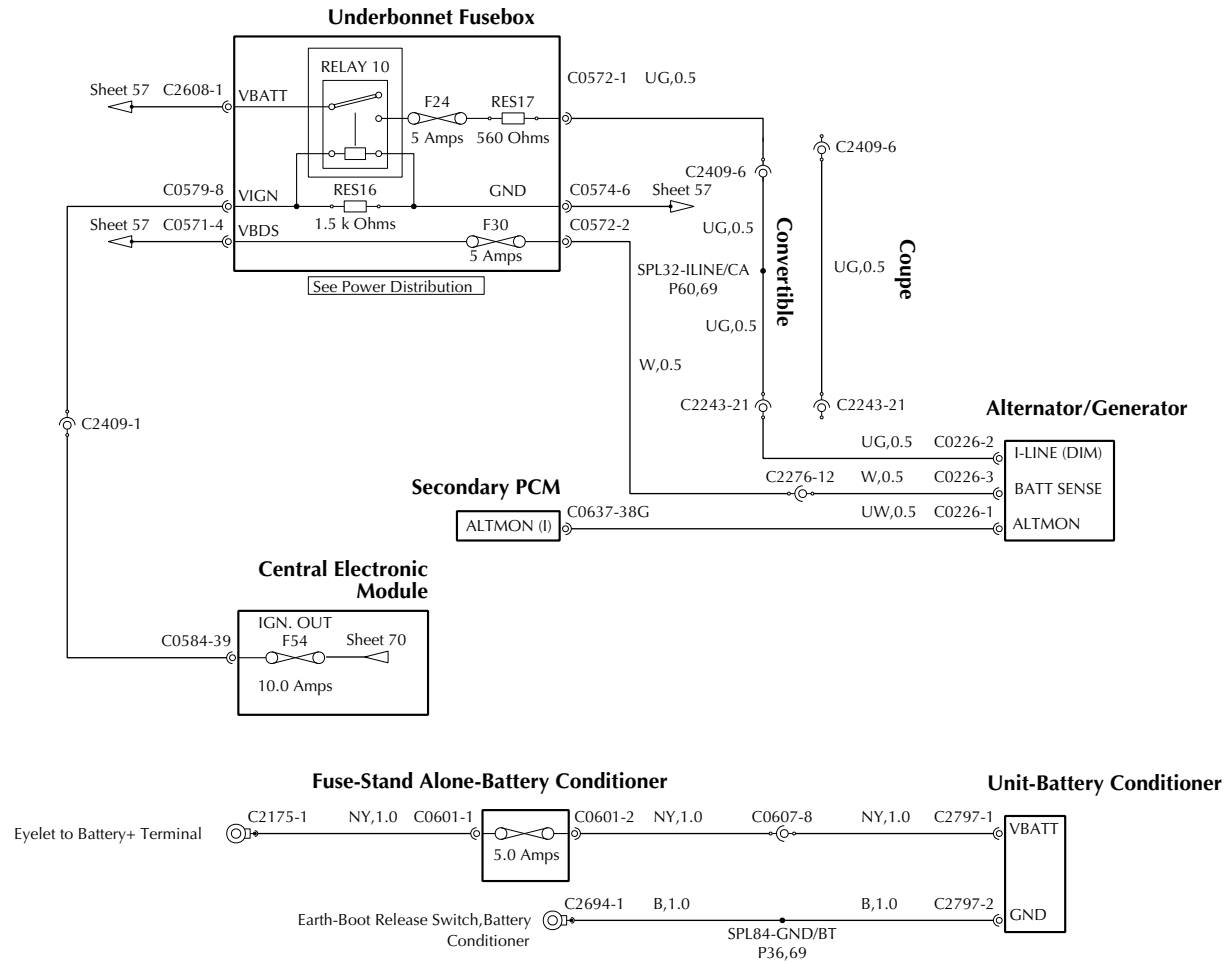 Underbonnet Fusebox
RELAY 10
Sheet 57 C2608-1 VBATT
C0572-1 UG,0.5
F24 RES17
5 Amps 560 Ohms
C2409-6
C2409-6
C0579-8 VIGN RES16 GND C0574-6 Sheet 57
1.5 k Ohms
Sheet 57 C0571-4 VBDS F30 C0572-2
5 Amps
See Power Distribution
UG,0.5
Convertible
Coupe
SPL32-ILINE/CA
P60,69
UG,0.5
UG,0.5
W,0.5
C2243-21
C2243-21
C2409-1
Alternator/Generator
UG,0.5 C0226-2 I-LINE (DIM)
C2276-12 W,0.5 C0226-3 BATT SENSE
Secondary PCM
ALTMON (I) C0637-38G UW,0.5 C0226-1 ALTMON
Central Electronic
Module
IGN. OUT
C0584-39 F54 Sheet 70
10.0 Amps
Fuse-Stand Alone-Battery Conditioner
Unit-Battery Conditioner
Eyelet to Battery+ Terminal C2175-1 NY,1.0 C0601-1 C0601-2 NY,1.0 C0607-8 NY,1.0 C2797-1 VBATT
5.0 Amps
Earth-Boot Release Switch,Battery
Conditioner
C2694-1 B,1.0 B,1.0 C2797-2 GND
SPL84-GND/BT
P36,69